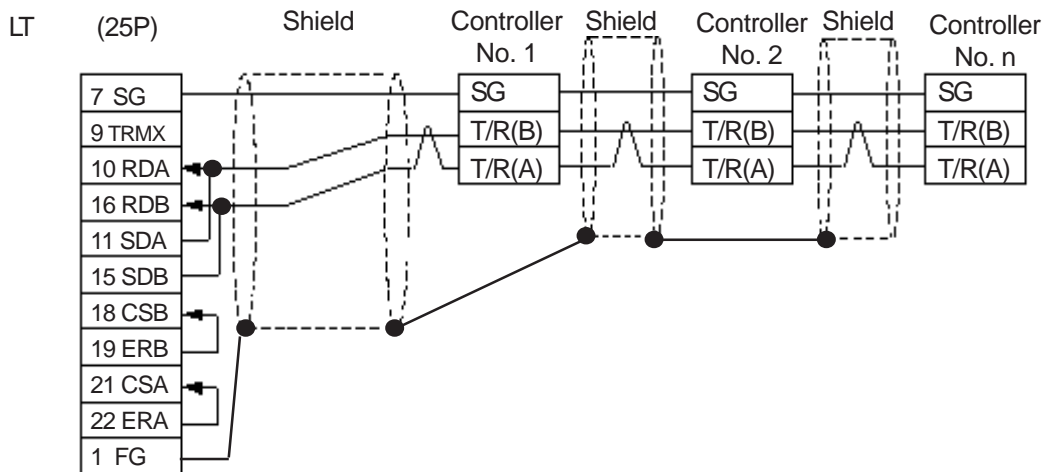 LT (25P) Shield Controller No. 1 Shield Controller No. 2 Shield Controller No. n
7 SG
9 TRMX
10 RDA
16 RDB
11 SDA
15 SDB
18 CSB
19 ERB
21 CSA
22 ERA
1 FG
SG
T/R(B)
T/R(A)
SG
T/R(B)
T/R(A)
SG
T/R(B)
T/R(A)